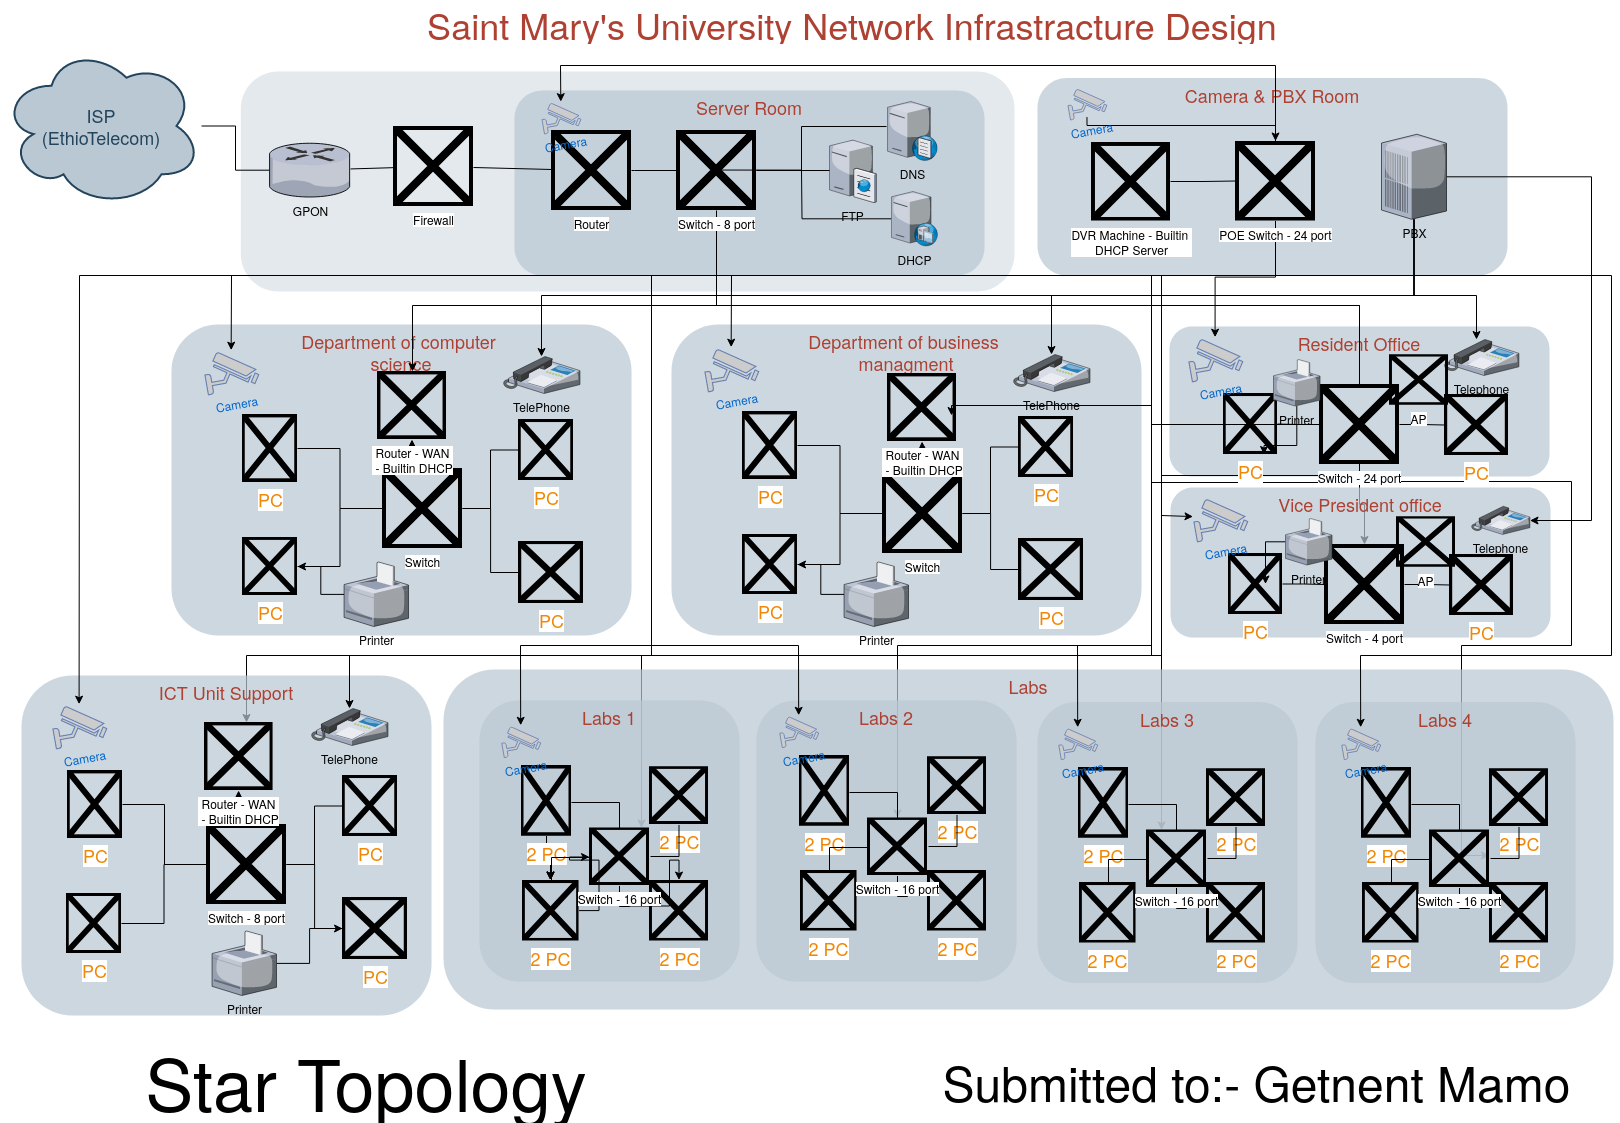 Saint Mary's University Network Infrastracture Design
ISP
(EthioTelecom)
GPON
Firewall
Server Room
Camera
Router
Switch - 8 port
DNS
FTP
DHCP
Camera & PBX Room
Camera
DVR Machine - Builtin
DHCP Server
POE Switch - 24 port
PBX
Department of computer
science
Camera
TelePhone
Router - WAN
- Builtin DHCP
PC
PC
Switch
PC
PC
Printer
Department of business
managment
Camera
TelePhone
Router - WAN
- Builtin DHCP
PC
PC
Switch
PC
PC
Printer
Resident Office
Camera
Printer
AP
Telephone
PC
Switch - 24 port
PC
Vice President office
Camera
Printer
AP
Telephone
PC
Switch - 4 port
PC
ICT Unit Support
Camera
TelePhone
Router - WAN
- Builtin DHCP
PC
PC
Switch - 8 port
PC
PC
Printer
Labs
Labs 1
Camera
2 PC
2 PC
Switch - 16 port
2 PC
2 PC
Labs 2
Camera
2 PC
2 PC
Switch - 16 port
2 PC
2 PC
Labs 3
Camera
2 PC
2 PC
Switch - 16 port
2 PC
2 PC
Labs 4
Camera
2 PC
2 PC
Switch - 16 port
2 PC
2 PC
Star Topology
Submitted to:- Getnent Mamo